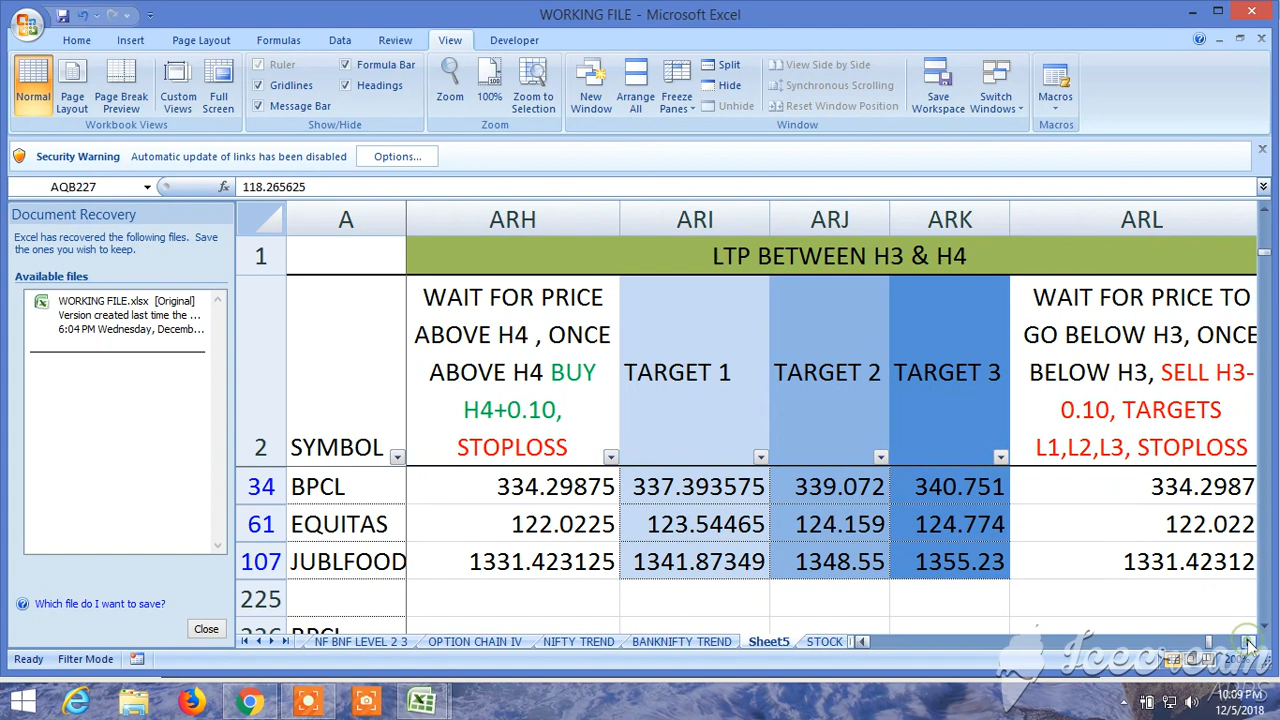 WORKING FILE - Microsoft Excel
Home Insert Page Layout Formulas Data Review View Developer
Normal Page Layout Page Break Preview Custom Views Full Screen
Workbook Views
Ruler Formula Bar
Gridlines Headings
Message Bar
Show/Hide
Zoom 100% Zoom to Selection
Zoom
New Window Arrange All Freeze Panes
Split View Side by Side
Hide Synchronous Scrolling
Unhide Reset Window Position
Save Workspace Switch Windows
Window
Macros
Macros
Security Warning Automatic update of links has been disabled Options...
AQB227 fx 118.265625
Document Recovery
Excel has recovered the following files. Save
the ones you wish to keep.
Available files
WORKING FILE.xlsx [Original]
Version created last time the ...
6:04 PM Wednesday, Decemb...
Which file do I want to save?
Close
A ARH ARI ARJ ARK ARL
1 LTP BETWEEN H3 & H4
2 SYMBOL
WAIT FOR PRICE
ABOVE H4 , ONCE
ABOVE H4 BUY
H4+0.10,
STOPLOSS
TARGET 1 TARGET 2 TARGET 3
WAIT FOR PRICE TO
GO BELOW H3, ONCE
BELOW H3, SELL H3-
0.10, TARGETS
L1,L2,L3, STOPLOSS
34 BPCL 334.29875 337.393575 339.072 340.751 334.2987
61 EQUITAS 122.0225 123.54465 124.159 124.774 122.022
107 JUBLFOOD 1331.423125 1341.87349 1348.55 1355.23 1331.42312
225
NF BNF LEVEL 2 3 OPTION CHAIN IV NIFTY TREND BANKNIFTY TREND Sheet5 STOCK
Ready Filter Mode
Icecream
Apps
10:09 PM
12/5/2018